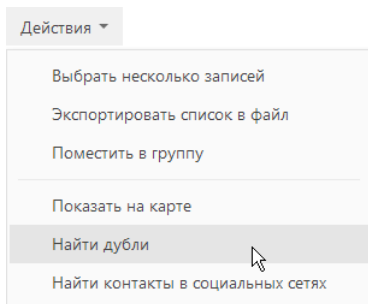 Действия
Выбрать несколько записей
Экспортировать список в файл
Поместить в группу
Показать на карте
Найти дубли
Найти контакты в социальных сетях